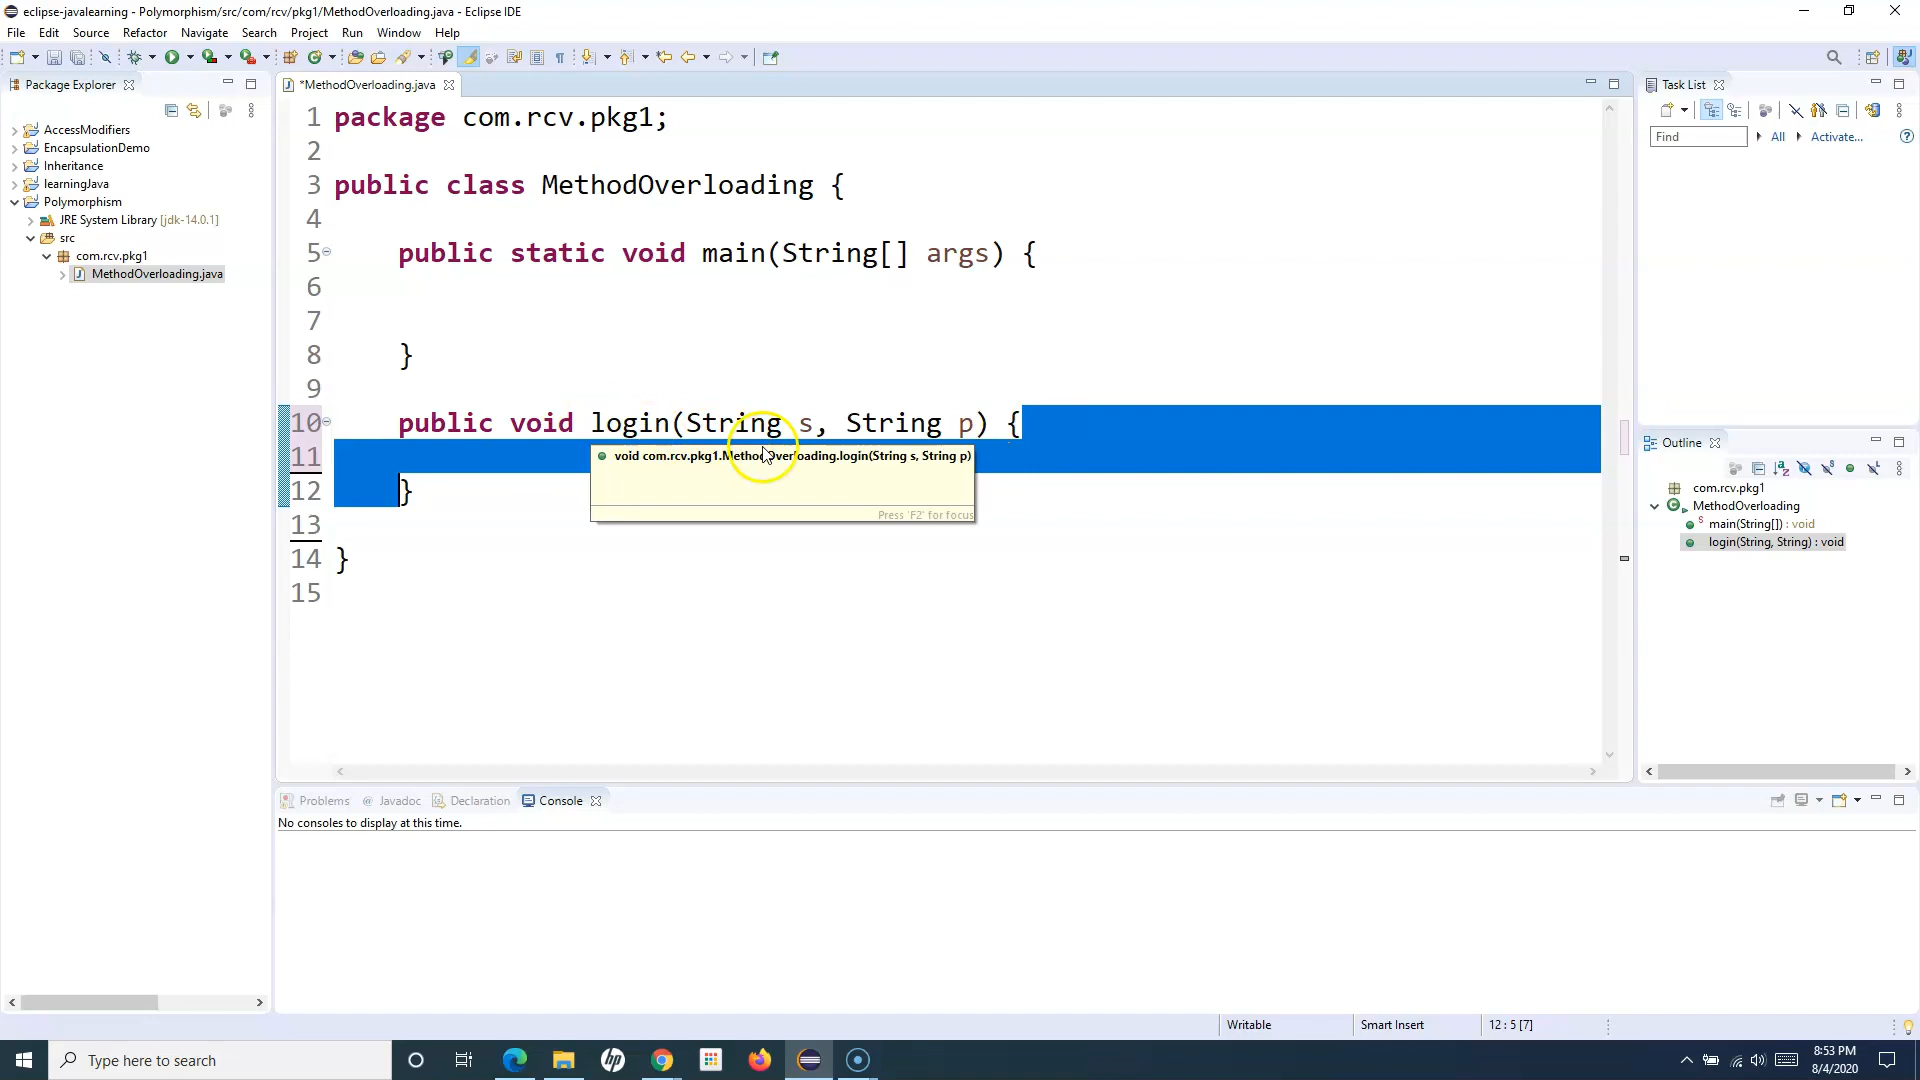 eclipse-javalearning - Polymorphism/src/com/rcv/pkg1/MethodOverloading.java - Eclipse IDE
File Edit Source Refactor Navigate Search Project Run Window Help
Package Explorer
AccessModifiers
EncapsulationDemo
Inheritance
learningJava
Polymorphism
JRE System Library [jdk-14.0.1]
src
com.rcv.pkg1
MethodOverloading.java
*MethodOverloading.java
1 package com.rcv.pkg1;
2
3 public class MethodOverloading {
4
5 public static void main(String[] args) {
6
7
8 }
9
10 public void login(String s, String p) {
11
void com.rcv.pkg1.MethodOverloading.login(String s, String p)
12 }
Press 'F2' for focus
13
14 }
15
Task List
Find All Activate...
Outline
com.rcv.pkg1
MethodOverloading
main(String[]) : void
login(String, String) : void
Problems Javadoc Declaration Console
No consoles to display at this time.
Writable Smart Insert 12 : 5 [7]
Type here to search
8:53 PM
8/4/2020